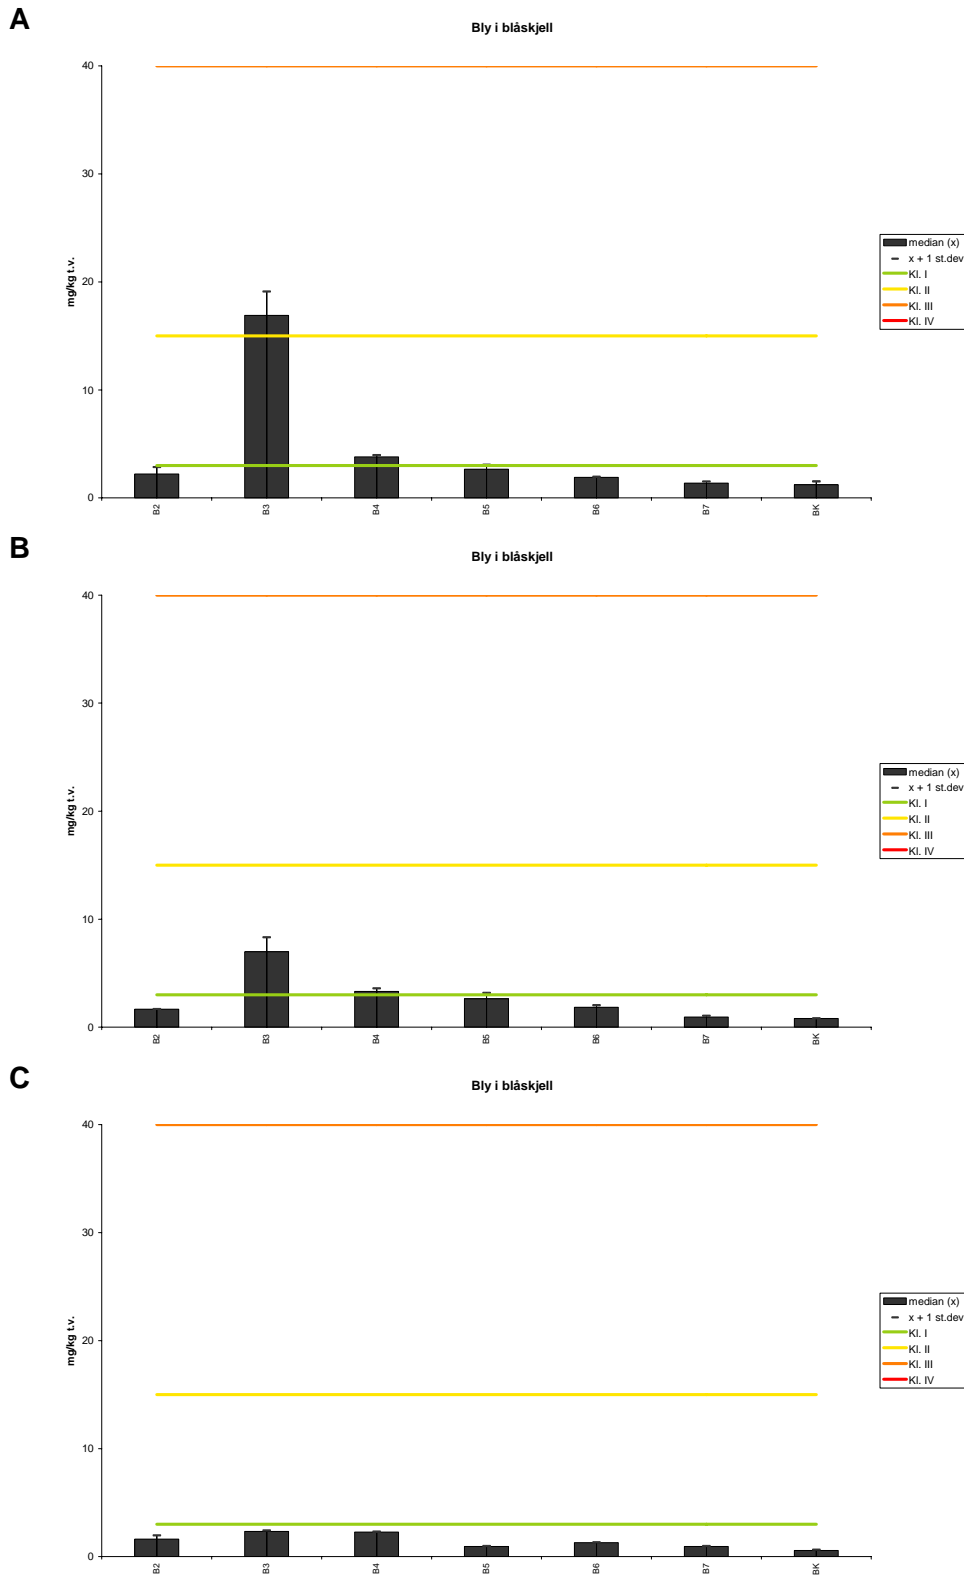 A
Bly i blåskjell
40
30
20
10
0
mg/kg t.v.
B2
B3
B4
B5
B6
B7
BK
median (x)
x + 1 st.dev
Kl. I
Kl. II
Kl. III
Kl. IV
B
Bly i blåskjell
40
30
20
10
0
mg/kg t.v.
B2
B3
B4
B5
B6
B7
BK
median (x)
x + 1 st.dev
Kl. I
Kl. II
Kl. III
Kl. IV
C
Bly i blåskjell
40
30
20
10
0
mg/kg t.v.
B2
B3
B4
B5
B6
B7
BK
median (x)
x + 1 st.dev
Kl. I
Kl. II
Kl. III
Kl. IV